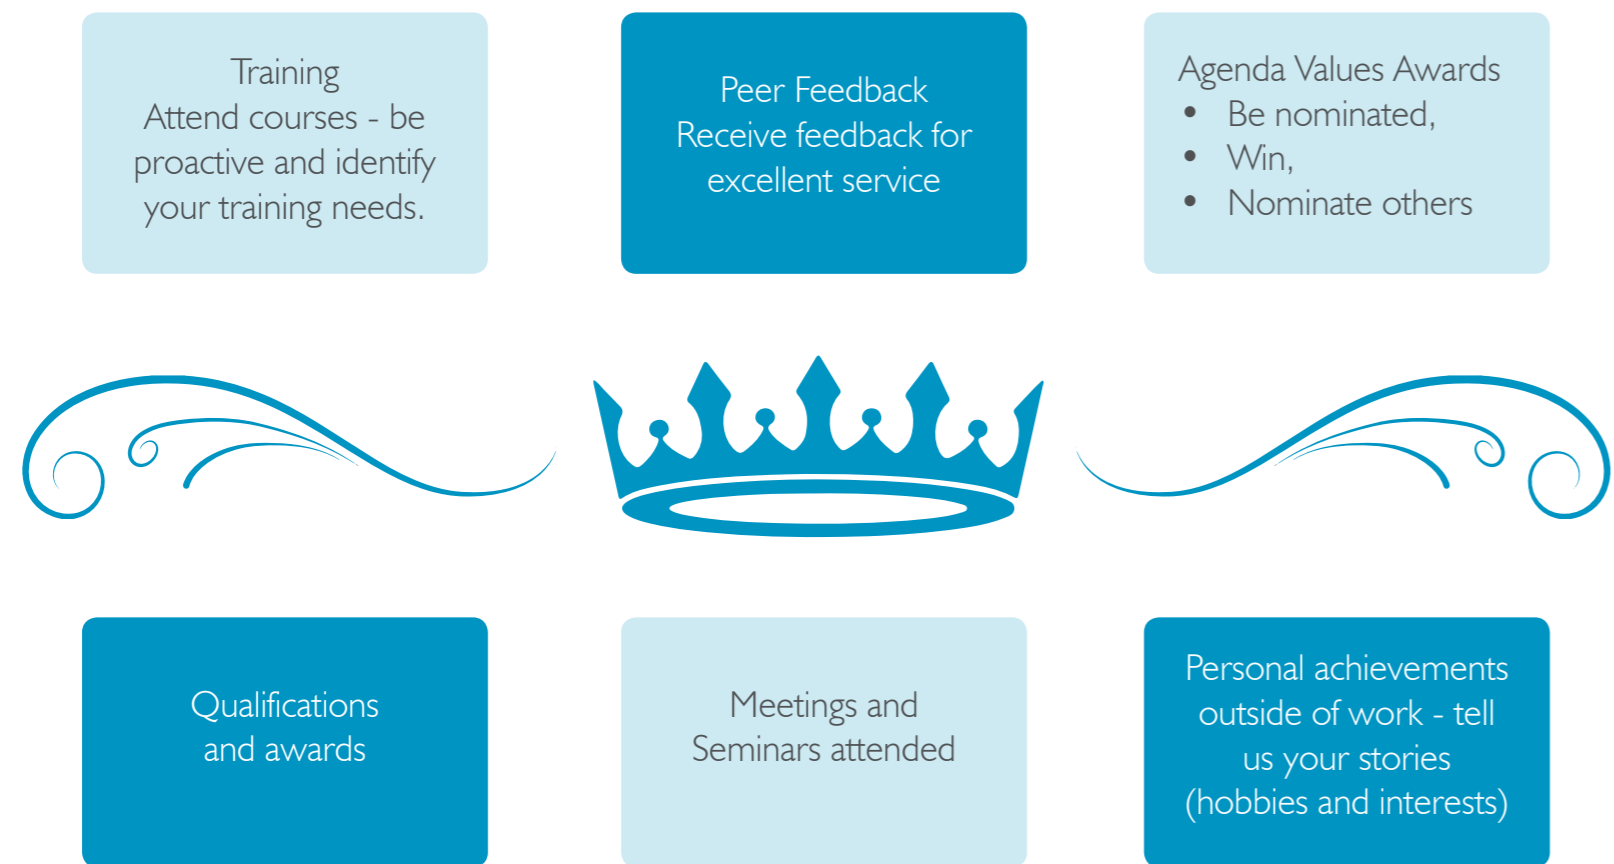 Training
Attend courses - be
proactive and identify
your training needs.
Peer Feedback
Receive feedback for
excellent service
Agenda Values Awards
• Be nominated,
• Win,
• Nominate others
Qualifications
and awards
Meetings and
Seminars attended
Personal achievements
outside of work - tell
us your stories
(hobbies and interests)